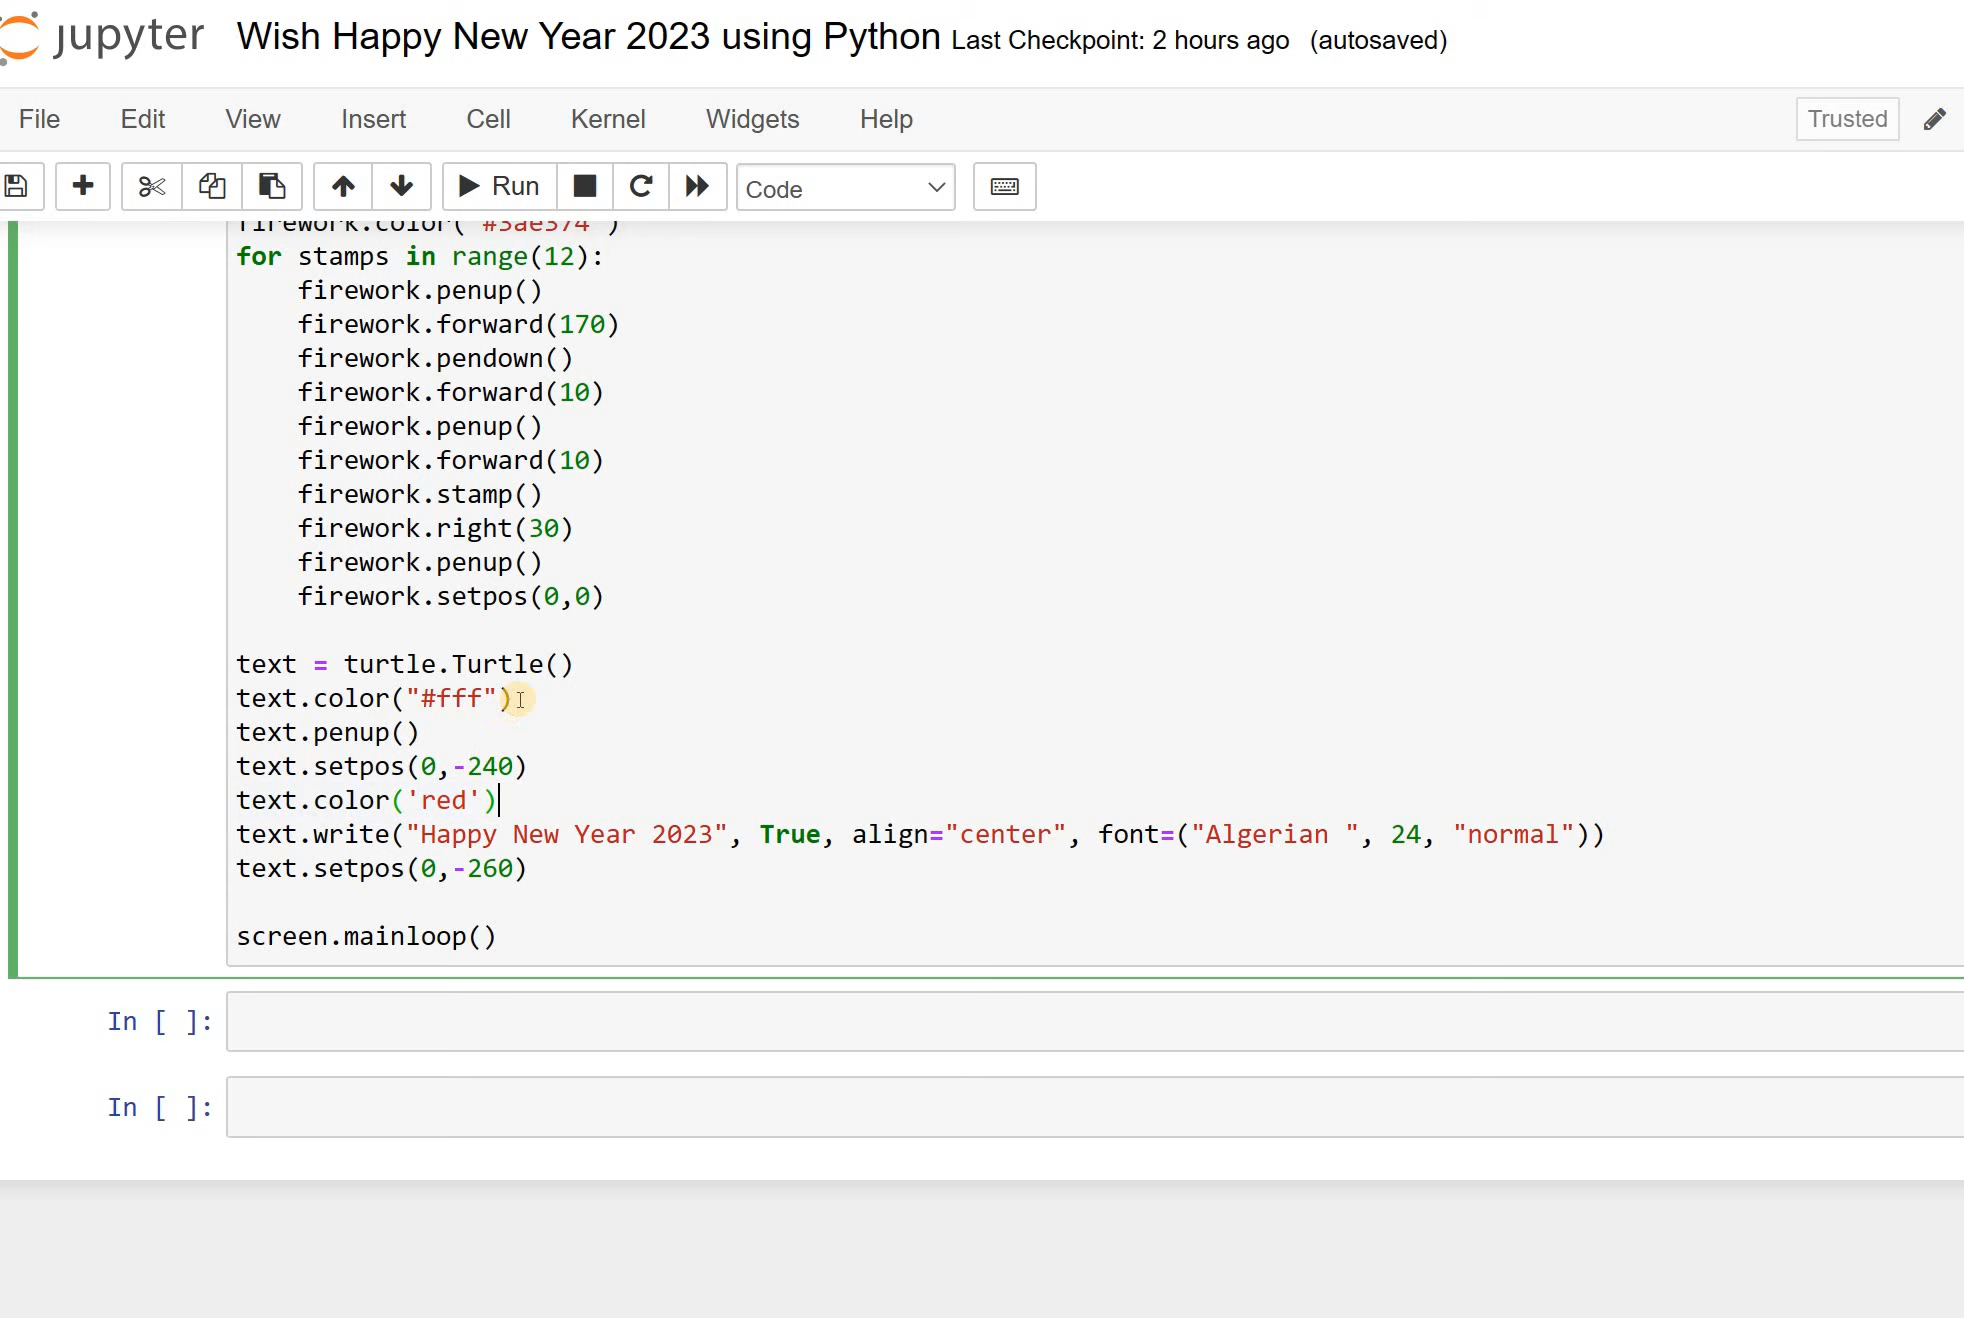 jupyter Wish Happy New Year 2023 using Python Last Checkpoint: 2 hours ago (autosaved)
File Edit View Insert Cell Kernel Widgets Help Trusted
Run Code
firework.color( "#3ae374" )
for stamps in range(12):
    firework.penup()
    firework.forward(170)
    firework.pendown()
    firework.forward(10)
    firework.penup()
    firework.forward(10)
    firework.stamp()
    firework.right(30)
    firework.penup()
    firework.setpos(0,0)
text = turtle.Turtle()
text.color("#fff")
text.penup()
text.setpos(0,-240)
text.color('red')
text.write("Happy New Year 2023", True, align="center", font=("Algerian ", 24, "normal"))
text.setpos(0,-260)
screen.mainloop()
In [ ]:
In [ ]: